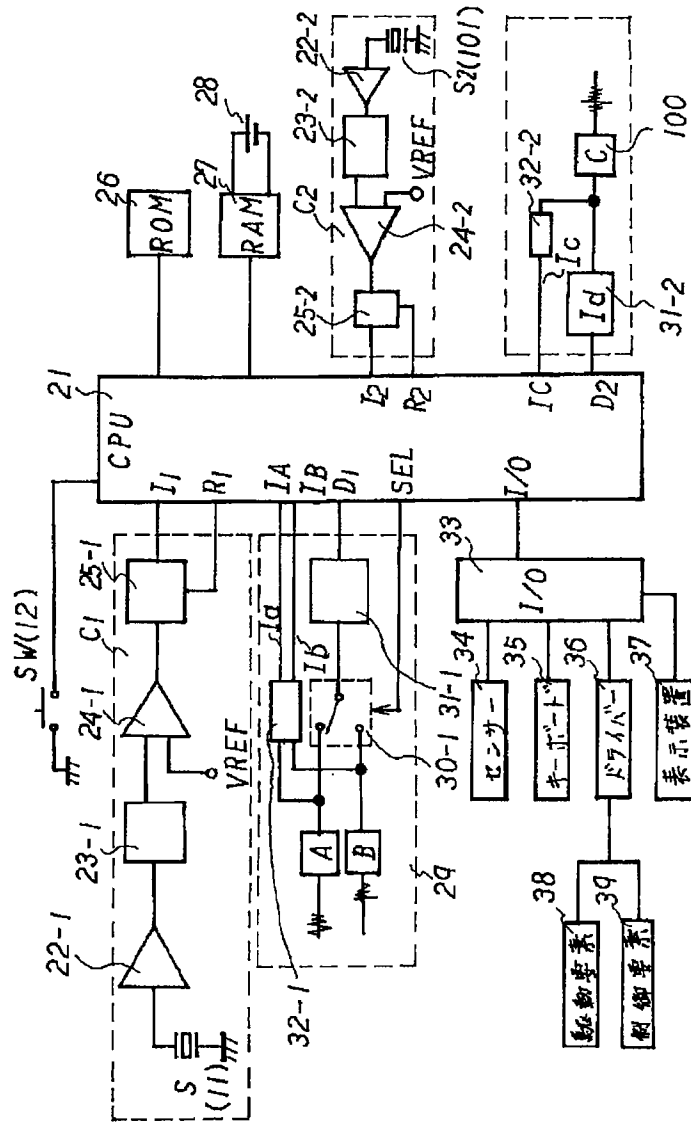 SW(12)
21
CPU
I1
R1
IA
IB
D1
SEL
I/O
I2
R2
IC
D2
26
ROM
27
RAM
28
C1
22-1
23-1
24-1
25-1
VREF
S
(11)
C2
22-2
23-2
24-2
25-2
VREF
S2(101)
Ia
Ib
A
B
32-1
30-1
31-1
29
Ic
32-2
Id
31-2
C
100
33
I/O
34
センサー
35
キーボード
36
ドライバー
37
表示装置
38
駆動要素
39
制御要素